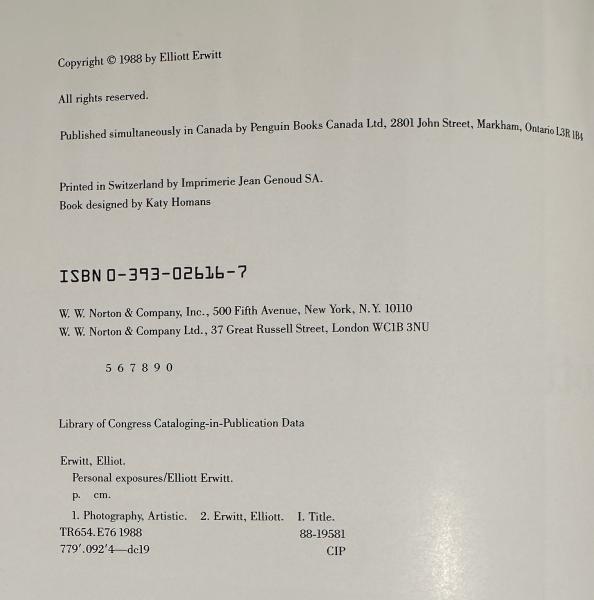 Copyright © 1988 by Elliott Erwitt
All rights reserved.
Published simultaneously in Canada by Penguin Books Canada Ltd, 2801 John Street, Markham, Ontario L3R 1B4
Printed in Switzerland by Imprimerie Jean Genoud SA.
Book designed by Katy Homans
ISBN 0-393-02616-7
W. W. Norton & Company, Inc., 500 Fifth Avenue, New York, N.Y. 10110
W. W. Norton & Company Ltd., 37 Great Russell Street, London WC1B 3NU
5 6 7 8 9 0
Library of Congress Cataloging-in-Publication Data
Erwitt, Elliot.
Personal exposures/Elliott Erwitt.
p. cm.
1. Photography, Artistic. 2. Erwitt, Elliott. I. Title.
TR654.E76 1988 88-19581
779′.092′4—dc19 CIP